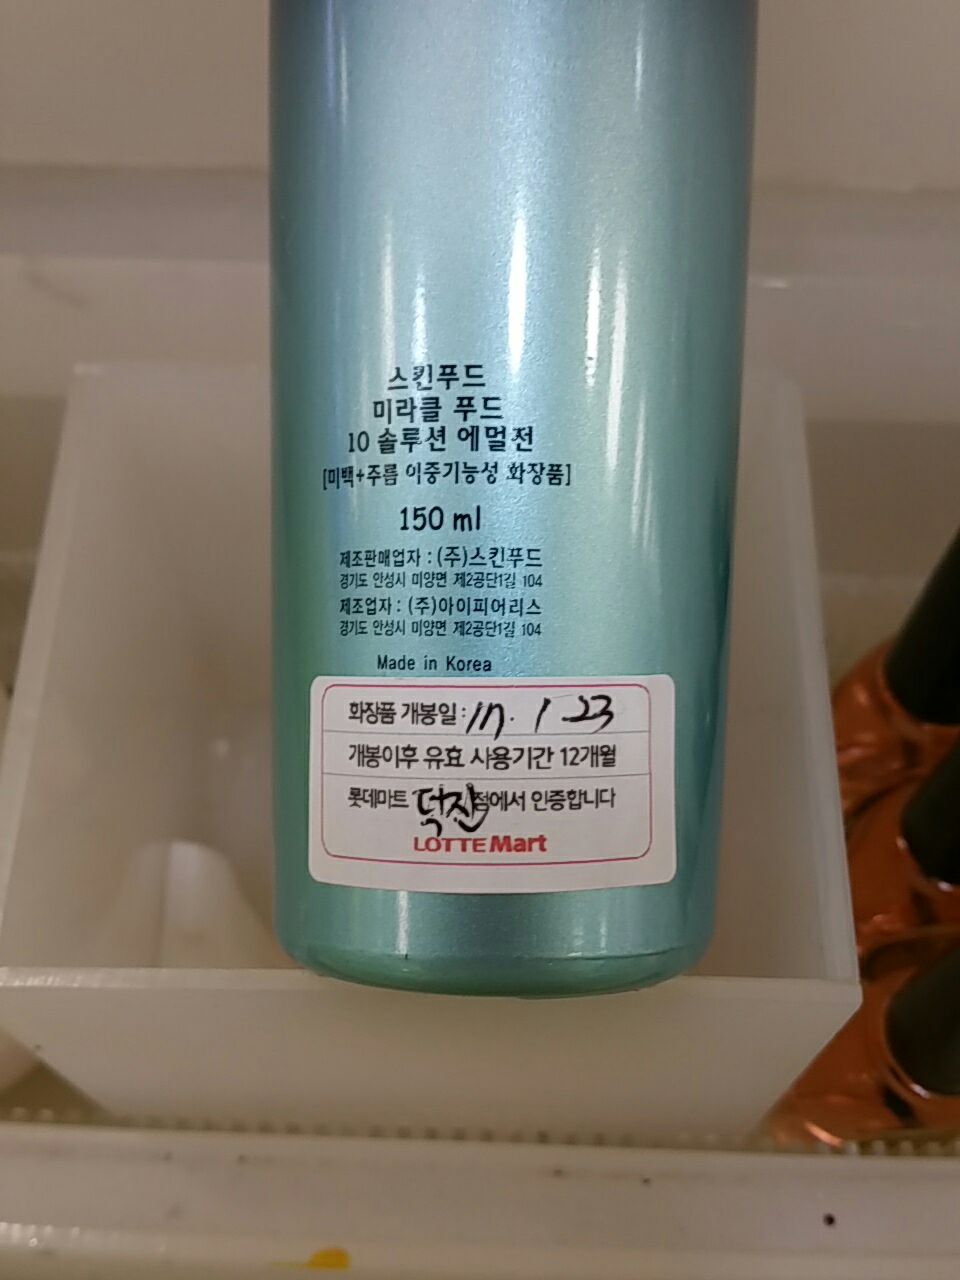 스킨푸드
미라클 푸드
10 솔루션 에멀전
[미백+주름 이중기능성 화장품]
150 ml
제조판매업자 : (주)스킨푸드
경기도 안성시 미양면 제2공단1길 104
제조업자 : (주)아이피어리스
경기도 안성시 미양면 제2공단1길 104
Made in Korea
화장품 개봉일 : 17. 1 23
개봉이후 유효 사용기간 12개월
롯데마트 덕진 점에서 인증합니다
LOTTE Mart